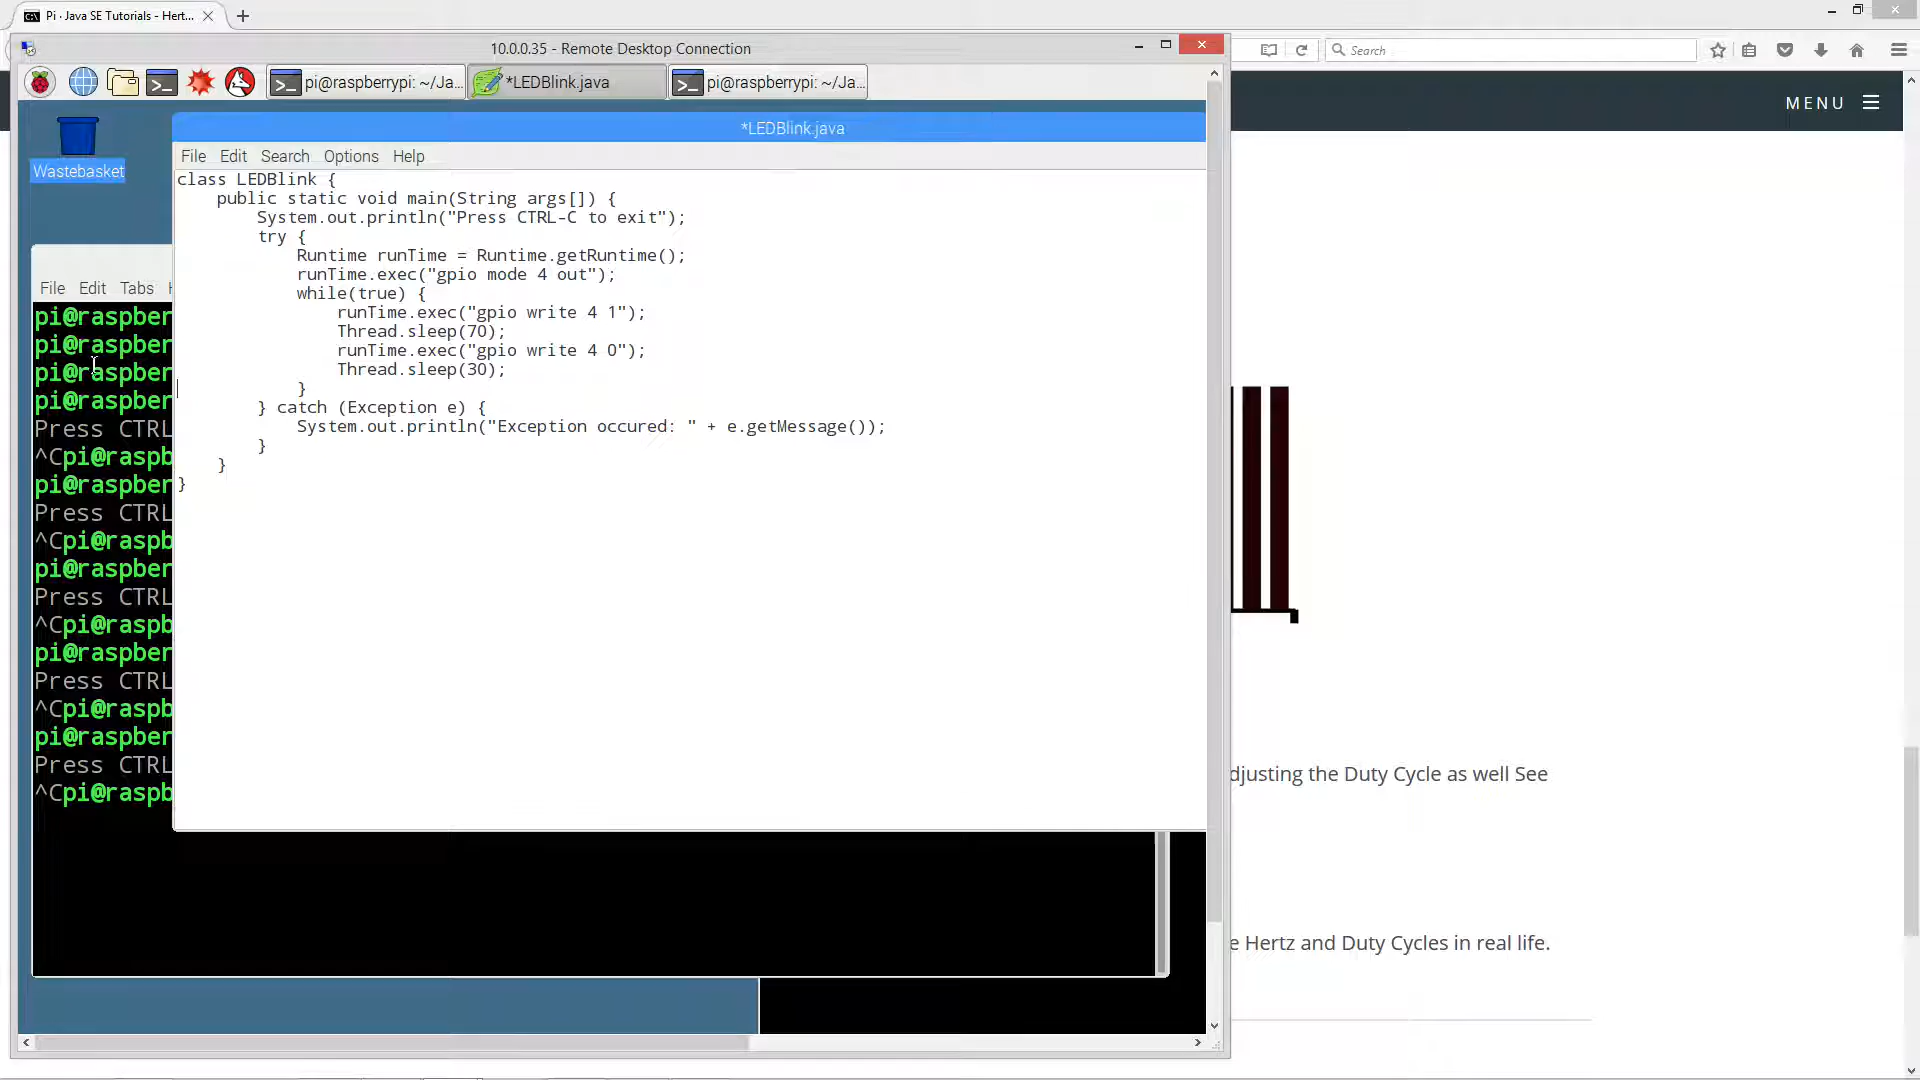 Pi · Java SE Tutorials - Hert...
10.0.0.35 - Remote Desktop Connection
Search
MENU
pi@raspberrypi: ~/Ja...
*LEDBlink.java
pi@raspberrypi: ~/Ja...
Wastebasket
*LEDBlink.java
File Edit Search Options Help
class LEDBlink {
public static void main(String args[]) {
System.out.println("Press CTRL-C to exit");
try {
Runtime runTime = Runtime.getRuntime();
runTime.exec("gpio mode 4 out");
while(true) {
runTime.exec("gpio write 4 1");
Thread.sleep(70);
runTime.exec("gpio write 4 0");
Thread.sleep(30);
}
} catch (Exception e) {
System.out.println("Exception occured: " + e.getMessage());
}
}
}
File Edit Tabs
pi@raspber
pi@raspber
pi@raspber
pi@raspber
Press CTRL
^Cpi@raspb
pi@raspber
Press CTRL
^Cpi@raspb
pi@raspber
Press CTRL
^Cpi@raspb
pi@raspber
Press CTRL
^Cpi@raspb
pi@raspber
Press CTRL
^Cpi@raspb
djusting the Duty Cycle as well See
e Hertz and Duty Cycles in real life.